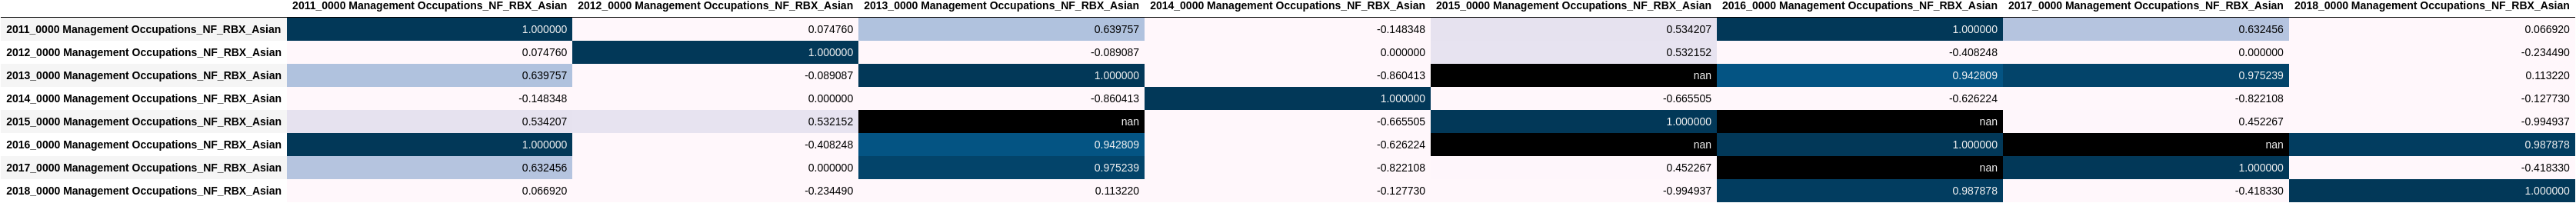 2011_0000 Management Occupations_NF_RBX_Asian 2012_0000 Management Occupations_NF_RBX_Asian 2013_0000 Management Occupations_NF_RBX_Asian 2014_0000 Management Occupations_NF_RBX_Asian 2015_0000 Management Occupations_NF_RBX_Asian 2016_0000 Management Occupations_NF_RBX_Asian 2017_0000 Management Occupations_NF_RBX_Asian 2018_0000 Management Occupations_NF_RBX_Asian
2011_0000 Management Occupations_NF_RBX_Asian 1.000000 0.074760 0.639757 -0.148348 0.534207 1.000000 0.632456 0.066920
2012_0000 Management Occupations_NF_RBX_Asian 0.074760 1.000000 -0.089087 0.000000 0.532152 -0.408248 0.000000 -0.234490
2013_0000 Management Occupations_NF_RBX_Asian 0.639757 -0.089087 1.000000 -0.860413 nan 0.942809 0.975239 0.113220
2014_0000 Management Occupations_NF_RBX_Asian -0.148348 0.000000 -0.860413 1.000000 -0.665505 -0.626224 -0.822108 -0.127730
2015_0000 Management Occupations_NF_RBX_Asian 0.534207 0.532152 nan -0.665505 1.000000 nan 0.452267 -0.994937
2016_0000 Management Occupations_NF_RBX_Asian 1.000000 -0.408248 0.942809 -0.626224 nan 1.000000 nan 0.987878
2017_0000 Management Occupations_NF_RBX_Asian 0.632456 0.000000 0.975239 -0.822108 0.452267 nan 1.000000 -0.418330
2018_0000 Management Occupations_NF_RBX_Asian 0.066920 -0.234490 0.113220 -0.127730 -0.994937 0.987878 -0.418330 1.000000